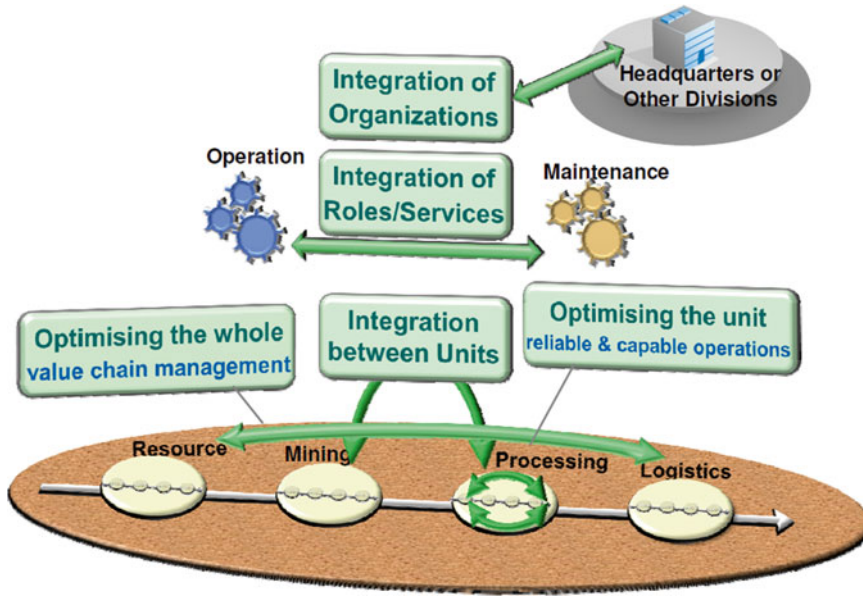 Headquarters or
Other Divisions
Integration of
Organizations
Operation
Integration of
Roles/Services
Maintenance
Optimising the whole
value chain management
Integration
between Units
Optimising the unit
reliable & capable operations
Resource
Mining
Processing
Logistics